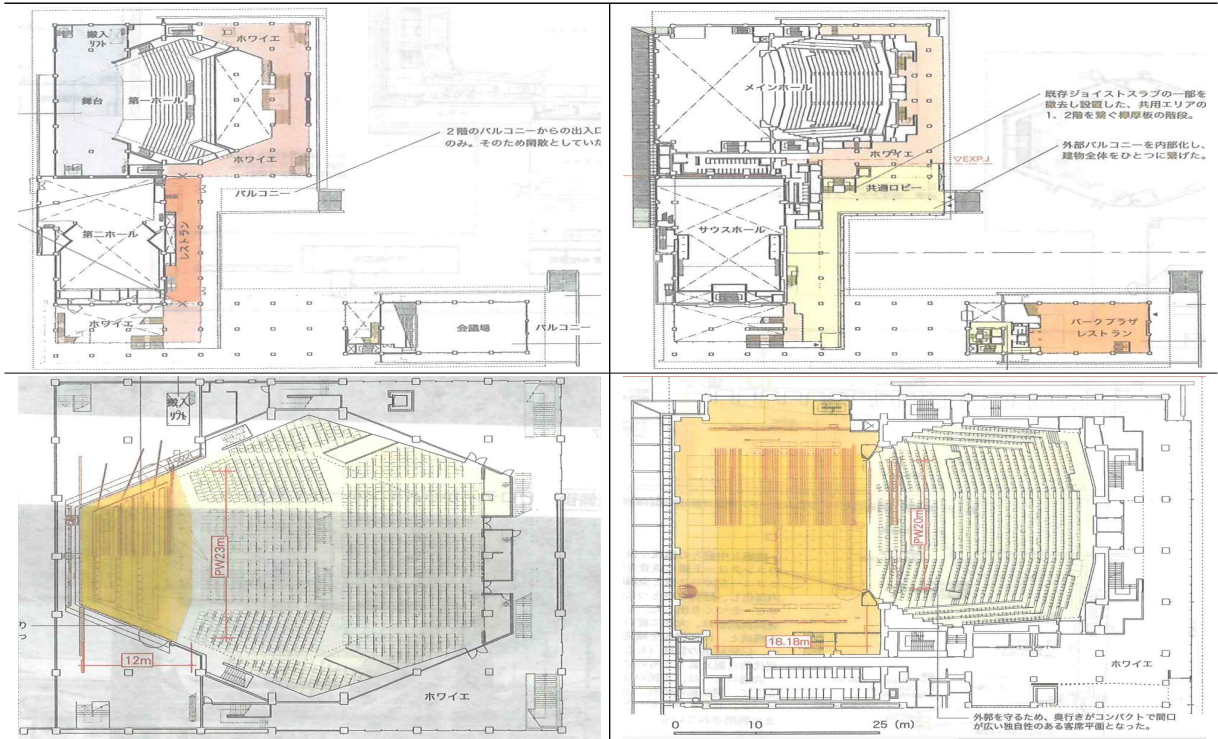 搬入
リフト
ホワイエ
舞台
第一ホール
2階のバルコニーからの出入口
のみ。そのため閑散としていた
ホワイエ
バルコニー
第二ホール
レストラン
ホワイエ
会議場
バルコニー
メインホール
既存ジョイストスラブの一部を
撤去し設置した、共用エリアの
1、2階を繋ぐ欅厚板の階段。
ホワイエ
▽EXP.J
外部バルコニーを内部化し、
建物全体をひとつに繋げた。
共通ロビー
サウスホール
パークプラザ
レストラン
搬入
リフト
PW23m
12m
ホワイエ
PW20m
18.18m
ホワイエ
0 10 25 (m)
外郭を守るため、奥行きがコンパクトで間口
が広い独自性のある客席平面となった。